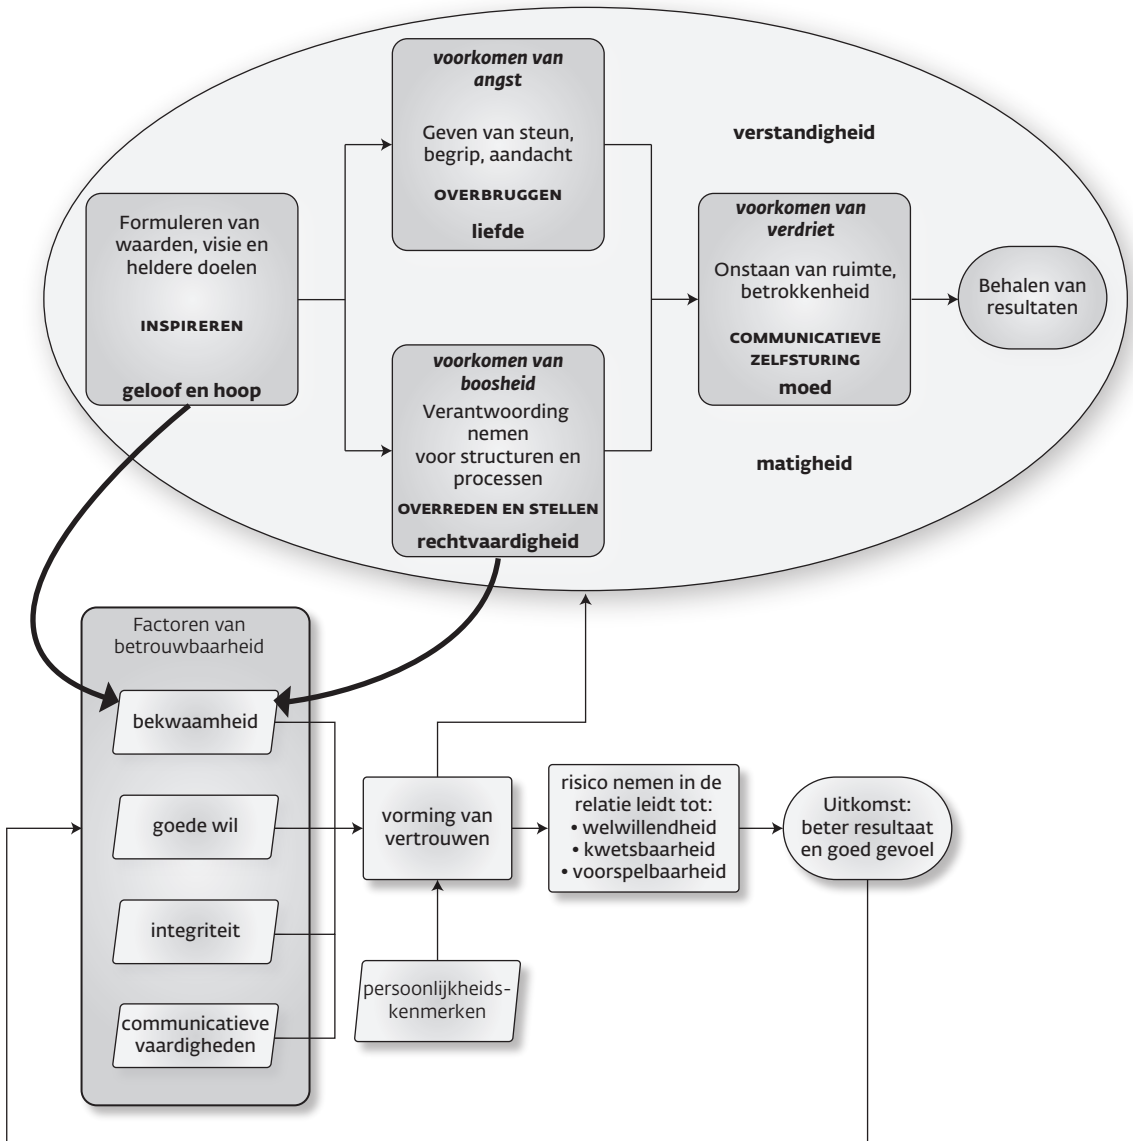 voorkomen van
angst
Geven van steun,
begrip, aandacht
OVERBRUGGEN
liefde
verstandigheid
Formuleren van
waarden, visie en
heldere doelen
INSPIREREN
geloof en hoop
voorkomen van
verdriet
Onstaan van ruimte,
betrokkenheid
COMMUNICATIEVE
ZELFSTURING
moed
Behalen van
resultaten
voorkomen van
boosheid
Verantwoording
nemen
voor structuren en
processen
OVERREDEN EN STELLEN
rechtvaardigheid
matigheid
Factoren van
betrouwbaarheid
bekwaamheid
goede wil
integriteit
communicatieve
vaardigheden
vorming van
vertrouwen
persoonlijkheids-
kenmerken
risico nemen in de
relatie leidt tot:
• welwillendheid
• kwetsbaarheid
• voorspelbaarheid
Uitkomst:
beter resultaat
en goed gevoel